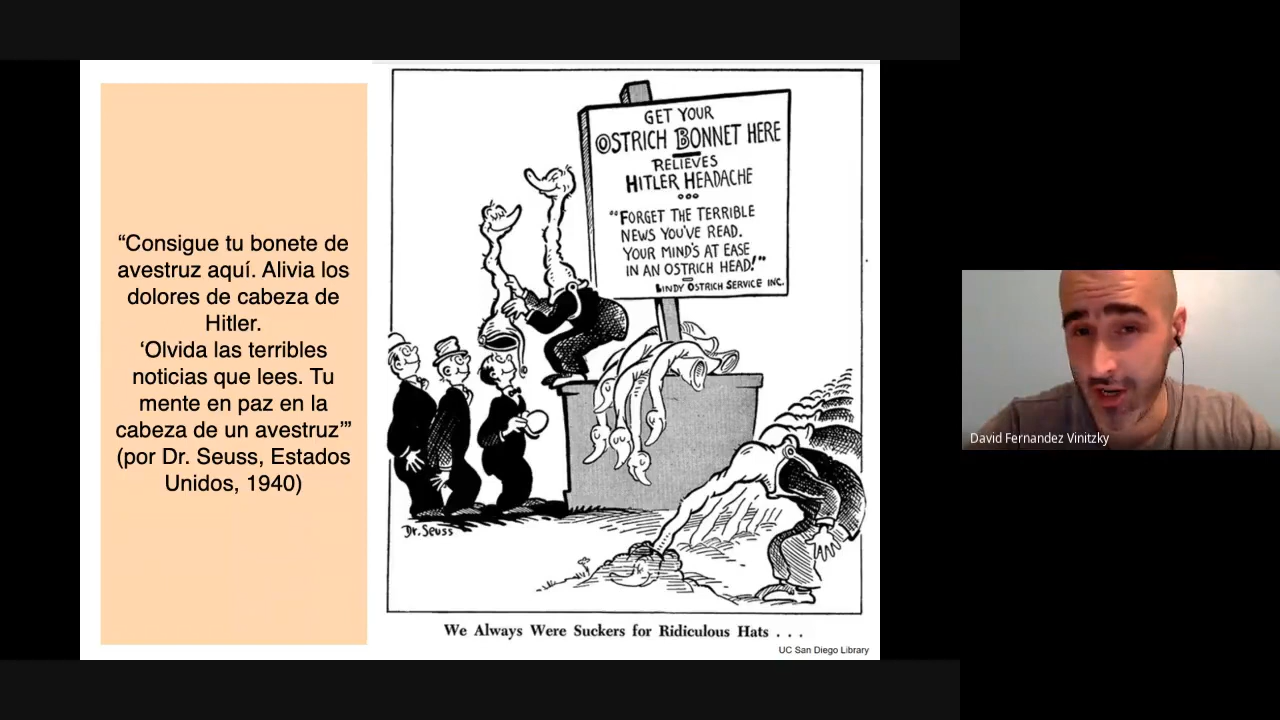 “Consigue tu bonete de
avestruz aquí. Alivia los
dolores de cabeza de
Hitler.
‘Olvida las terribles
noticias que lees. Tu
mente en paz en la
cabeza de un avestruz’”
(por Dr. Seuss, Estados
Unidos, 1940)
GET YOUR
OSTRICH BONNET HERE
RELIEVES
HITLER HEADACHE
"FORGET THE TERRIBLE
NEWS YOU'VE READ.
YOUR MIND'S AT EASE
IN AN OSTRICH HEAD!"
LINDY OSTRICH SERVICE INC.
Dr. Seuss
We Always Were Suckers for Ridiculous Hats . . .
UC San Diego Library
David Fernandez Vinitzky